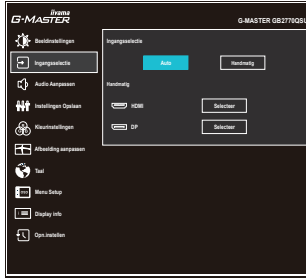 iiyama
G-MASTER
G-MASTER GB2770QSU
Beeldinstellingen
Ingangsselectie
Audio Aanpassen
Instellingen Opslaan
Kleurinstellingen
Afbeelding aanpassen
Taal
Menu Setup
Display info
Opn.instellen
Ingangsselectie
Auto
Handmatig
Handmatig
HDMI
Selecteer
DP
Selecteer